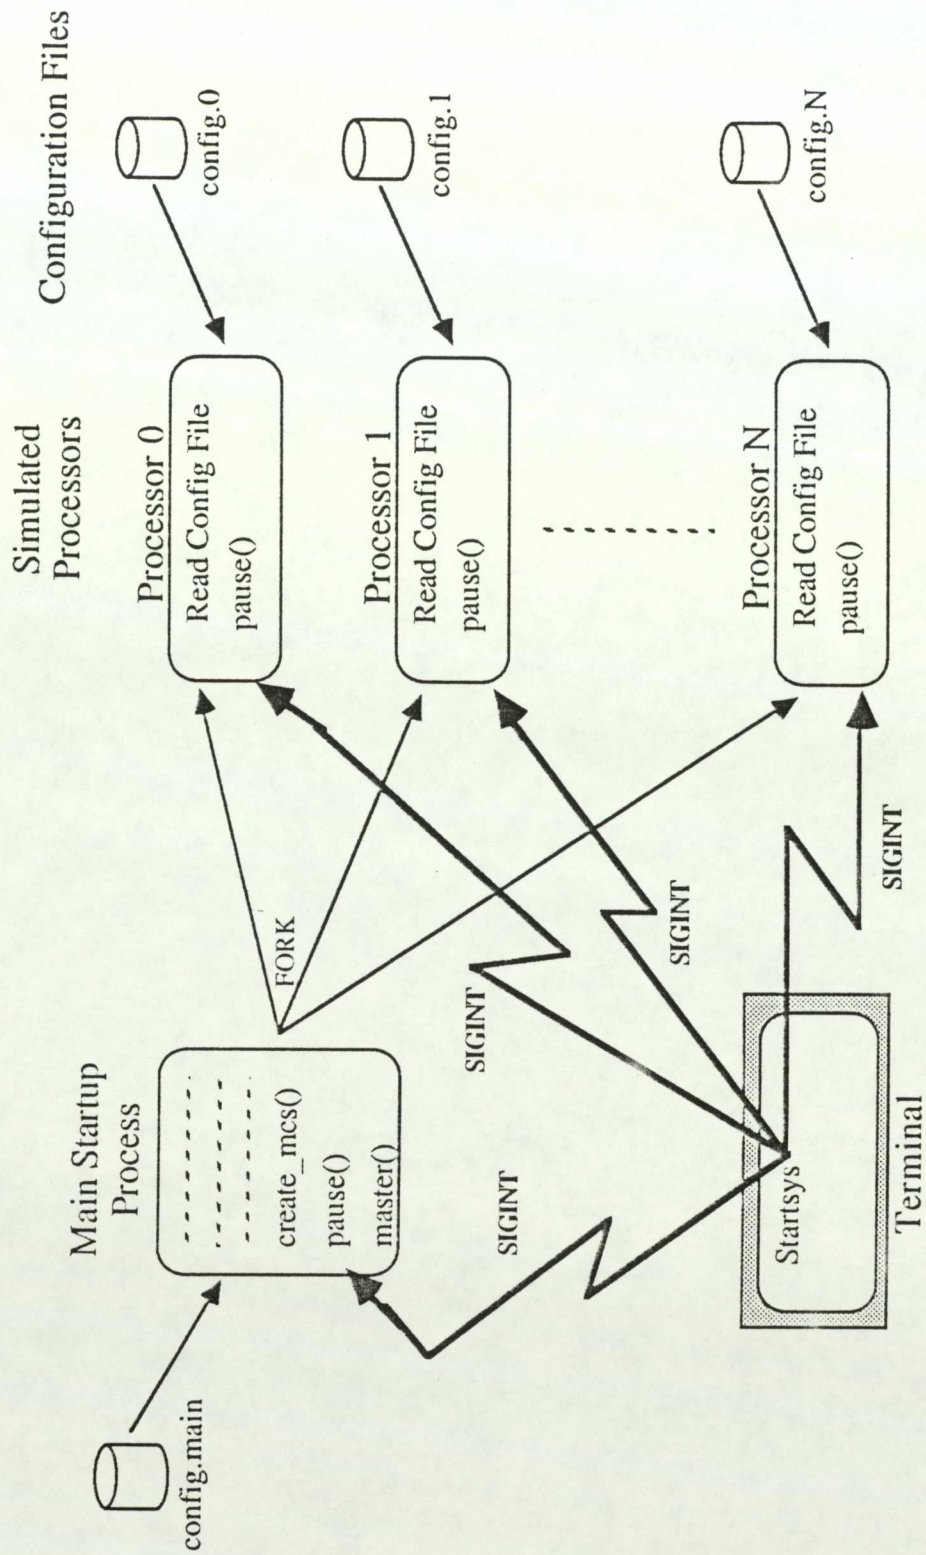 Configuration Files
config.0
config.1
config.N
Simulated
Processors
Processor 0
Read Config File
pause()
Processor 1
Read Config File
pause()
Processor N
Read Config File
pause()
FORK
SIGINT
SIGINT
SIGINT
SIGINT
Main Startup
Process
create_mcs()
pause()
master()
config.main
Startsys
Terminal